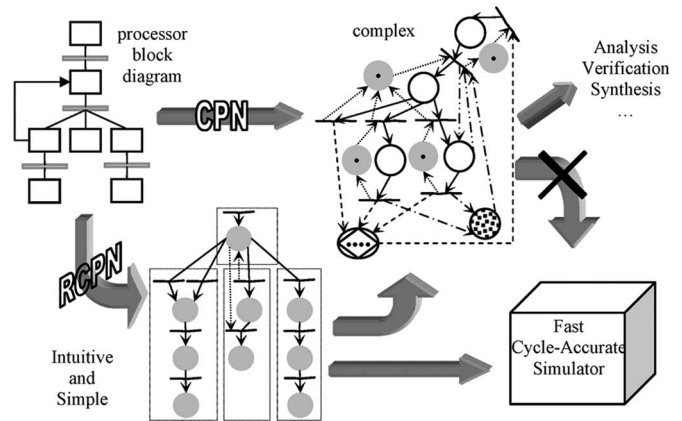 processor
block
diagram
complex
Analysis
Verification
Synthesis
...
CPN
RCPN
Intuitive
and
Simple
Fast
Cycle-Accurate
Simulator